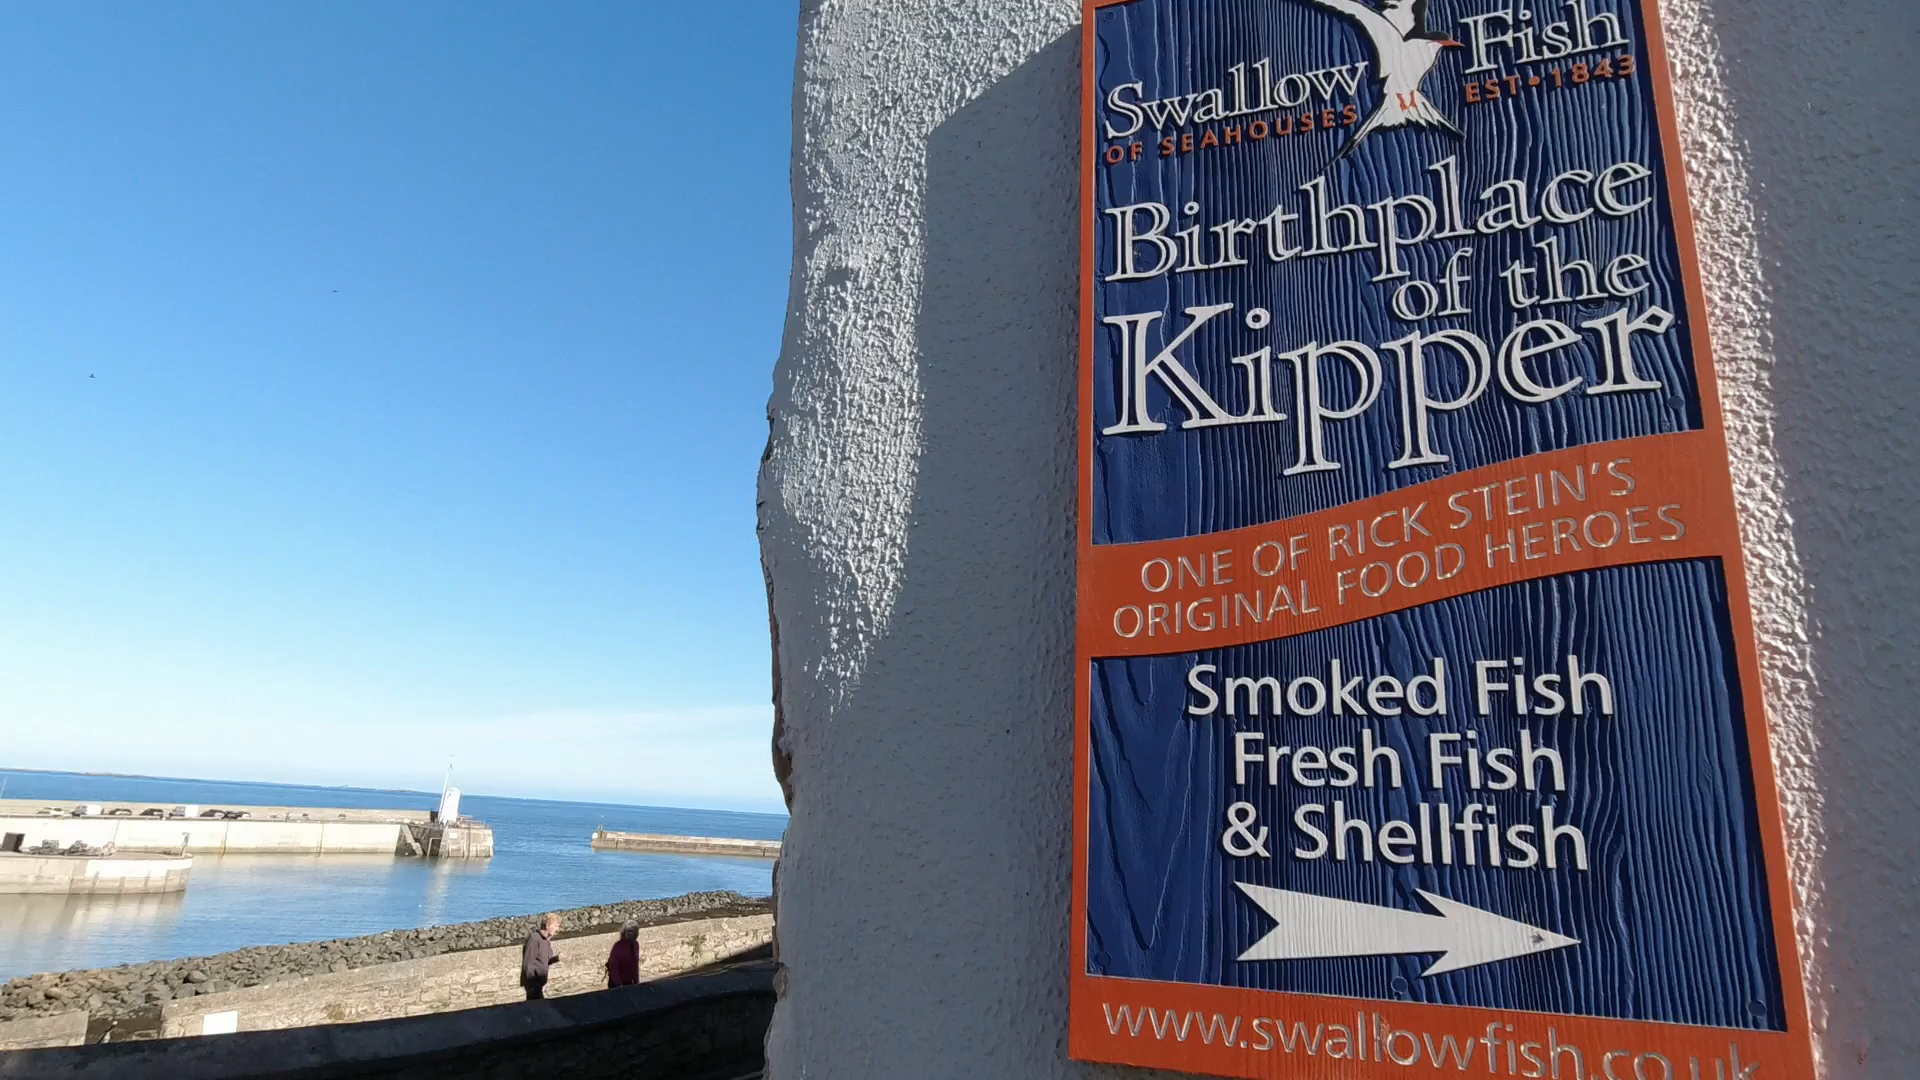 Swallow Fish
OF SEAHOUSES EST•1843
Birthplace
of the
Kipper
ONE OF RICK STEIN'S
ORIGINAL FOOD HEROES
Smoked Fish
Fresh Fish
& Shellfish
www.swallowfish.co.uk